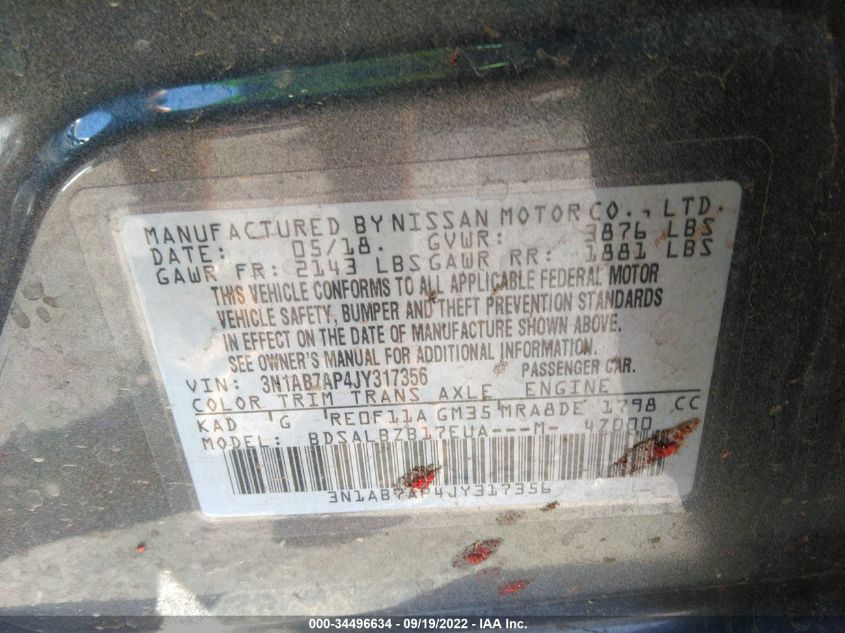 MANUFACTURED BY NISSAN MOTOR CO., LTD.
DATE: 05/18. GVWR: 3876 LBS
GAWR FR: 2143 LBS GAWR RR: 1881 LBS
THIS VEHICLE CONFORMS TO ALL APPLICABLE FEDERAL MOTOR
VEHICLE SAFETY, BUMPER AND THEFT PREVENTION STANDARDS
IN EFFECT ON THE DATE OF MANUFACTURE SHOWN ABOVE.
SEE OWNER'S MANUAL FOR ADDITIONAL INFORMATION.
VIN: 3N1AB7AP4JY317356 PASSENGER CAR.
COLOR TRIM TRANS AXLE ENGINE
KAD G RE0F11A GM35 MRA8DE 1798 CC
MODEL: BDSALBZB17EUA---M- 47000
3N1AB7AP4JY317356
000-34496634 - 09/19/2022 - IAA Inc.